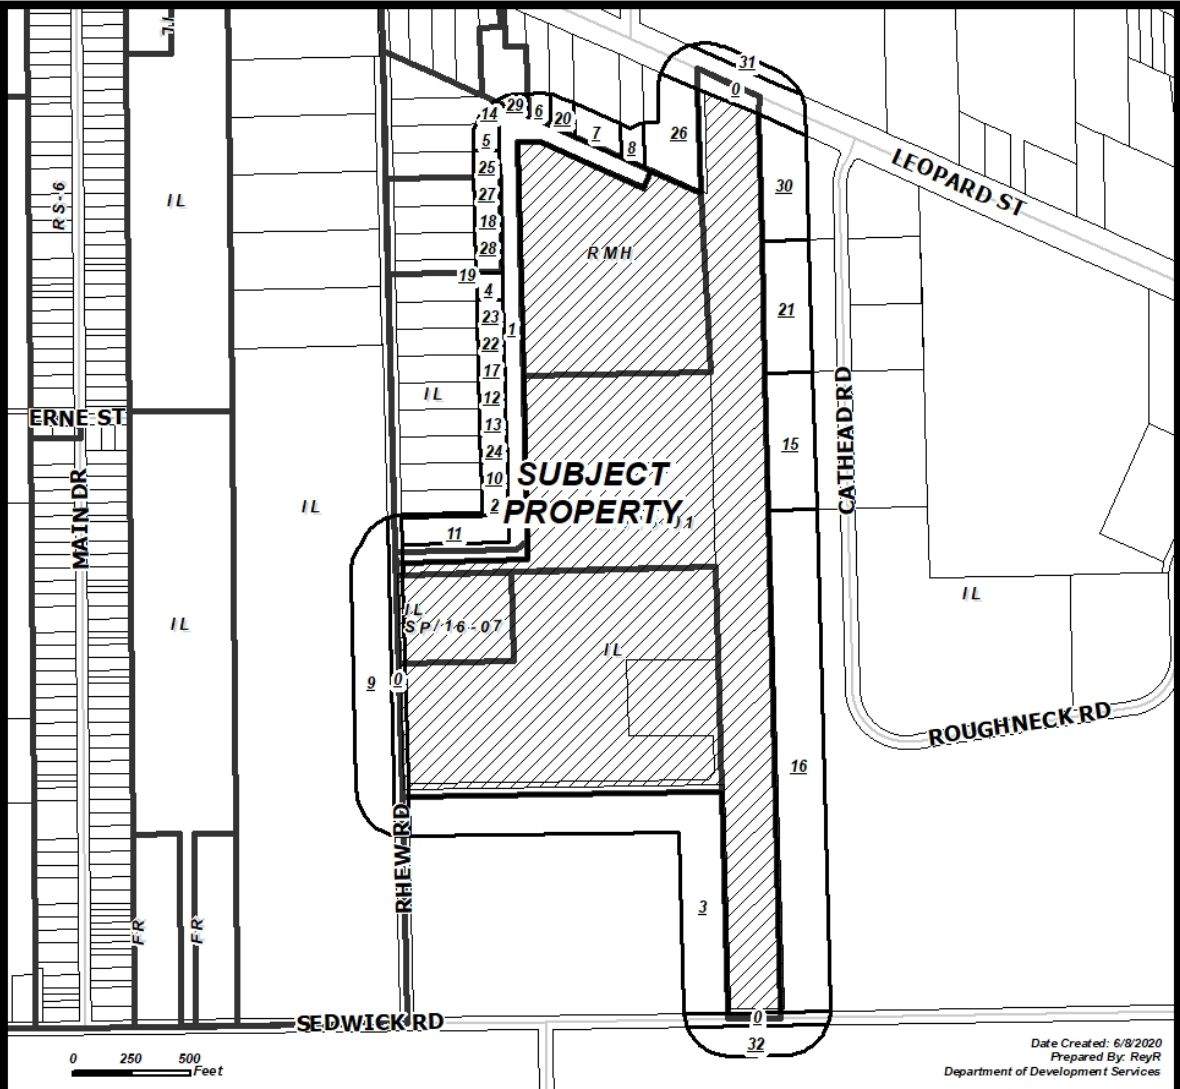 IL
31
0
29
14
6
20
7
8
26
5
25
27
18
28
19
4
23
22
17
12
13
24
10
2
1
11
30
21
15
16
9
0
3
0
32
RS-6
IL
RMH
LEOPARD ST
IL
CATHEAD RD
ERNE ST
MAIN DR
IL
SUBJECT
PROPERTY
IL
IL
SP/16-07
IL
IL
ROUGHNECK RD
RHEW RD
FR
FR
SEDWICK RD
0 250 500
Feet
Date Created: 6/8/2020
Prepared By: ReyR
Department of Development Services